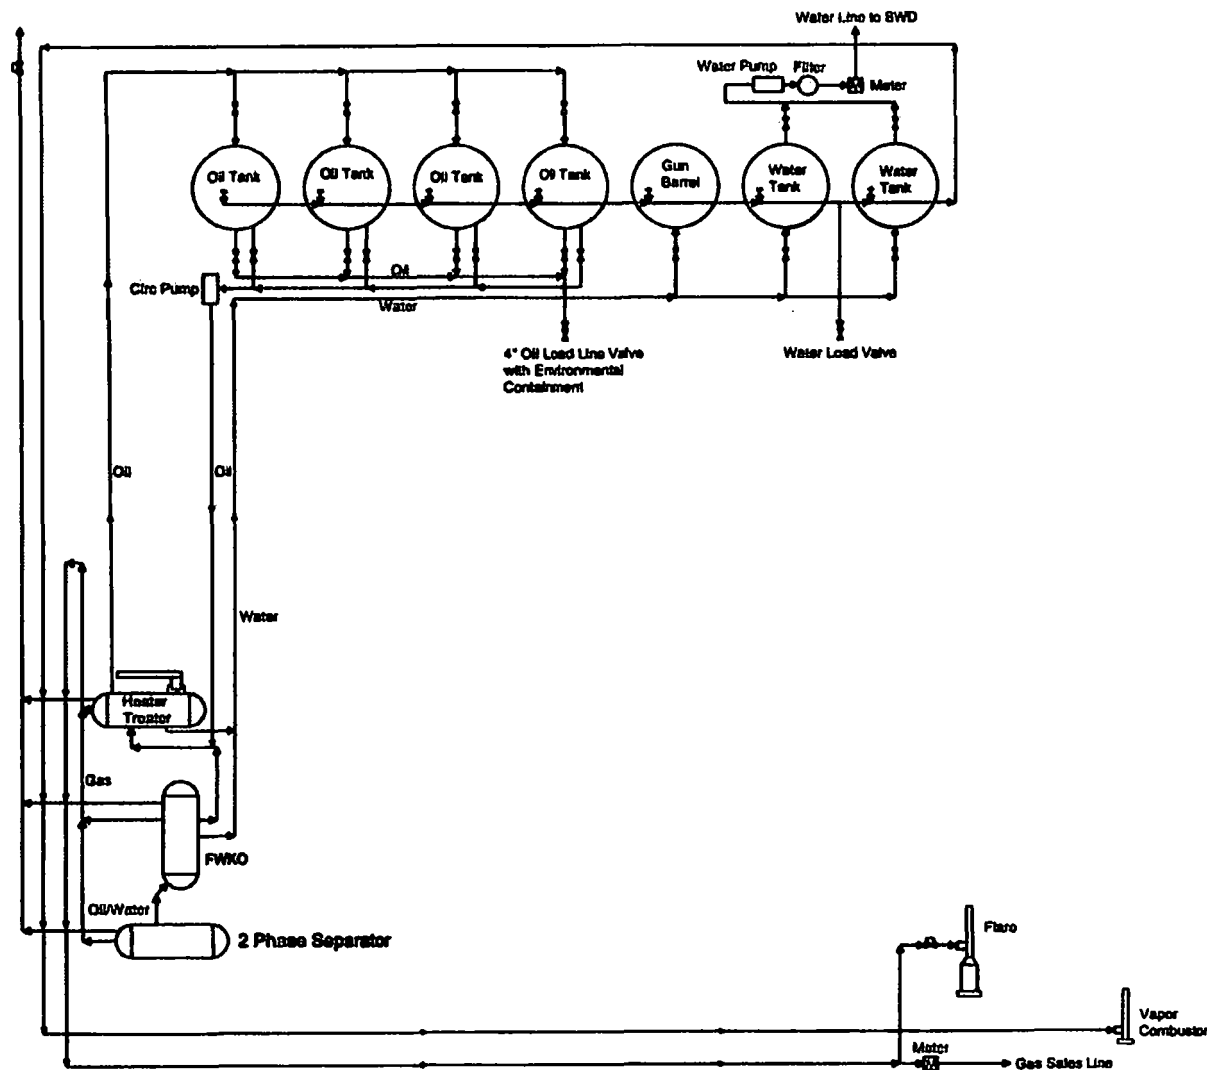 Water Line to SWD
Water Pump
Filter
Meter
Oil Tank
Oil Tank
Oil Tank
Oil Tank
Gun
Barrel
Water
Tank
Water
Tank
Oil
Circ Pump
Water
4" Oil Load Line Valve
with Environmental
Containment
Water Load Valve
Oil
Oil
Water
Heater
Treater
Gas
FWKO
Oil/Water
2 Phase Separator
Flare
Vapor
Combustor
Meter
Gas Sales Line